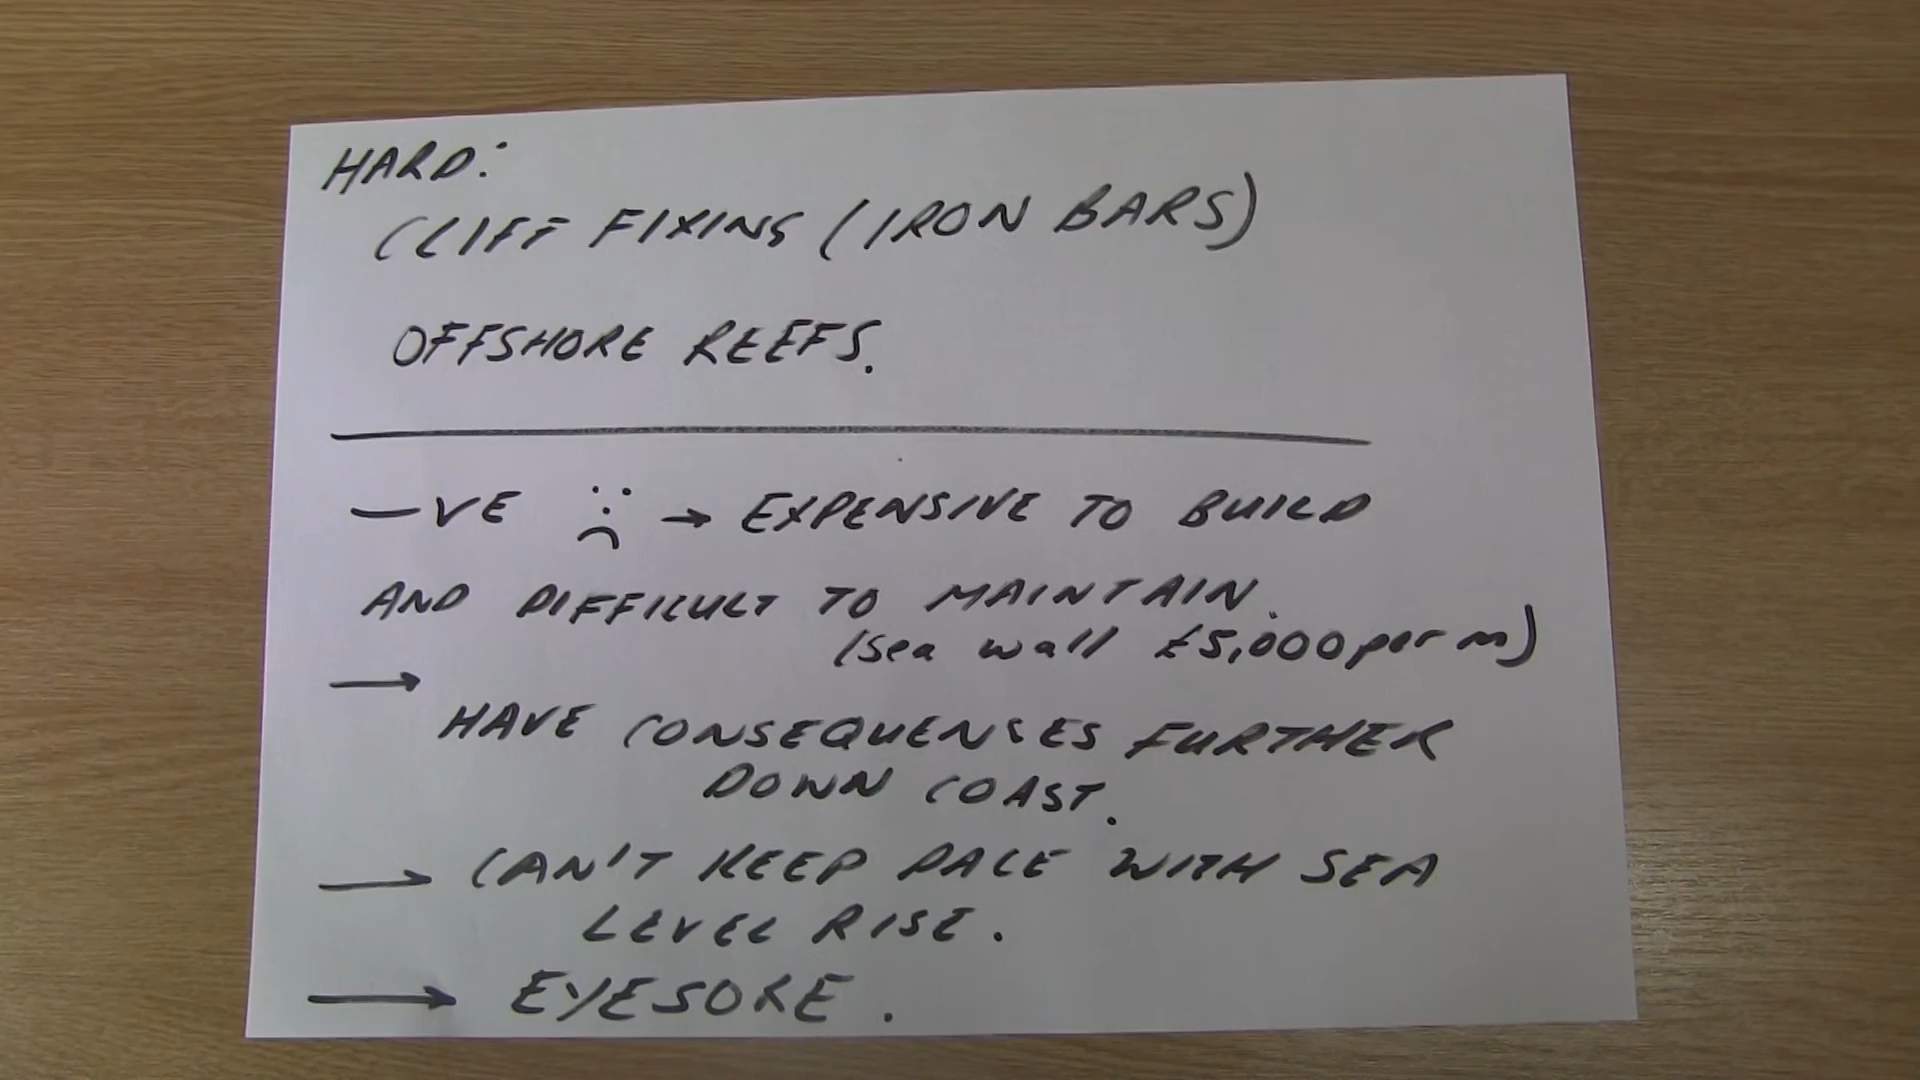 HARD:
CLIFF FIXING (IRON BARS)
OFFSHORE REEFS.
-VE :( → EXPENSIVE TO BUILD
AND DIFFICULT TO MAINTAIN.
(sea wall £5,000 per m)
→
HAVE CONSEQUENCES FURTHER
DOWN COAST.
→ CAN'T KEEP PACE WITH SEA
LEVEL RISE.
→ EYESORE.